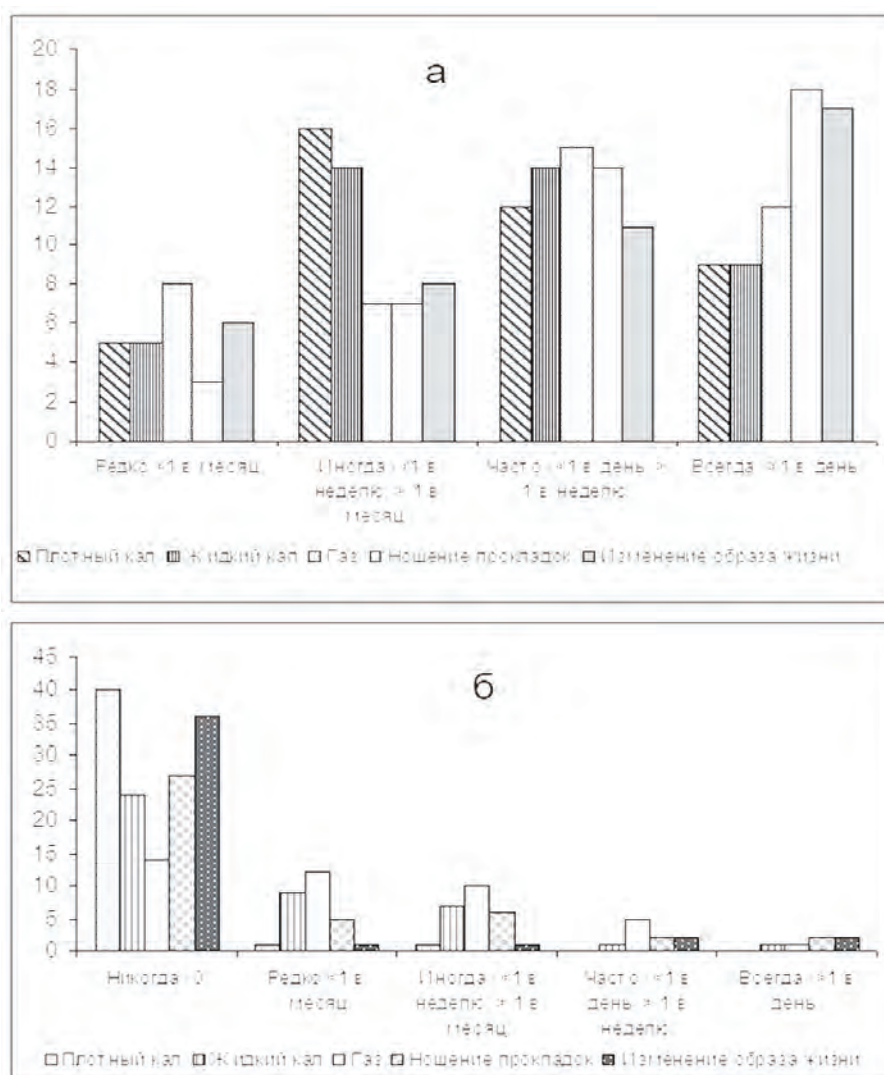 а
20
18
16
14
12
10
8
6
4
2
0
Редко <1 в месяц
Иногда <1 в неделю, > 1 в месяц
Часто <1 в день, > 1 в неделю
Всегда >1 в день
Плотный кал Жидкий кал Газ Ношение прокладок Изменение образа жизни
б
45
40
35
30
25
20
15
10
5
0
Никогда 0
Редко <1 в месяц
Иногда <1 в неделю, > 1 в месяц
Часто <1 в день, > 1 в неделю
Всегда >1 в день
Плотный кал Жидкий кал Газ Ношение прокладок Изменение образа жизни